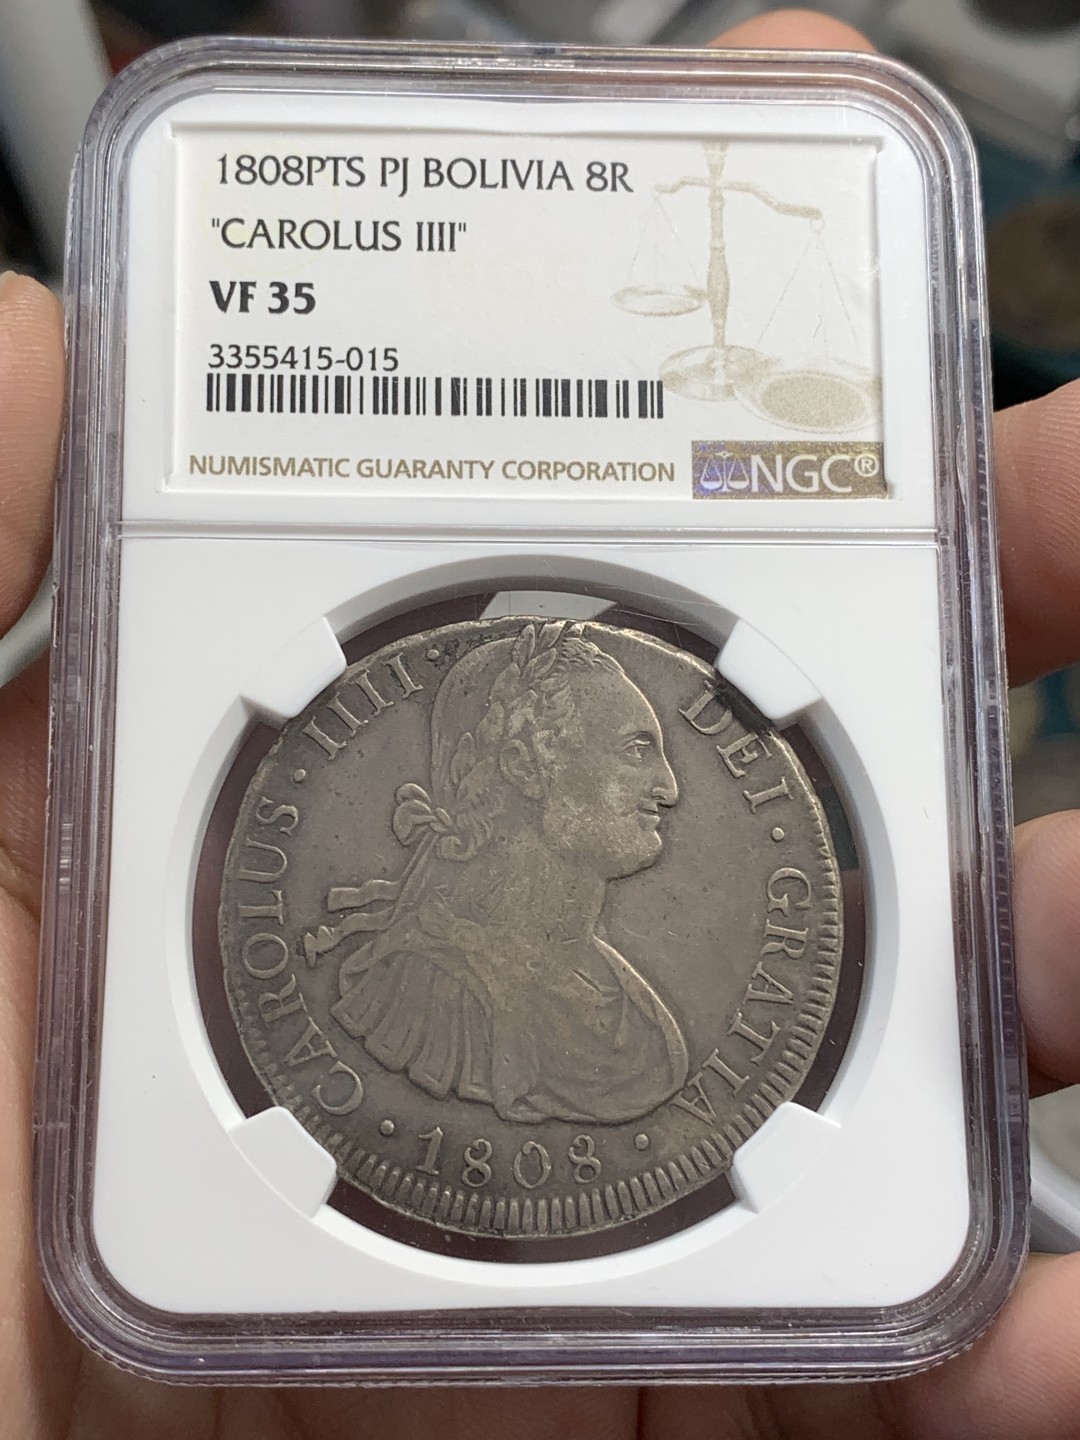 1808PTS PJ BOLIVIA 8R
"CAROLUS IIII"
VF 35
3355415-015
NUMISMATIC GUARANTY CORPORATION NGC®
CAROLUS · IIII · DEI · GRATIA
· 1808 ·